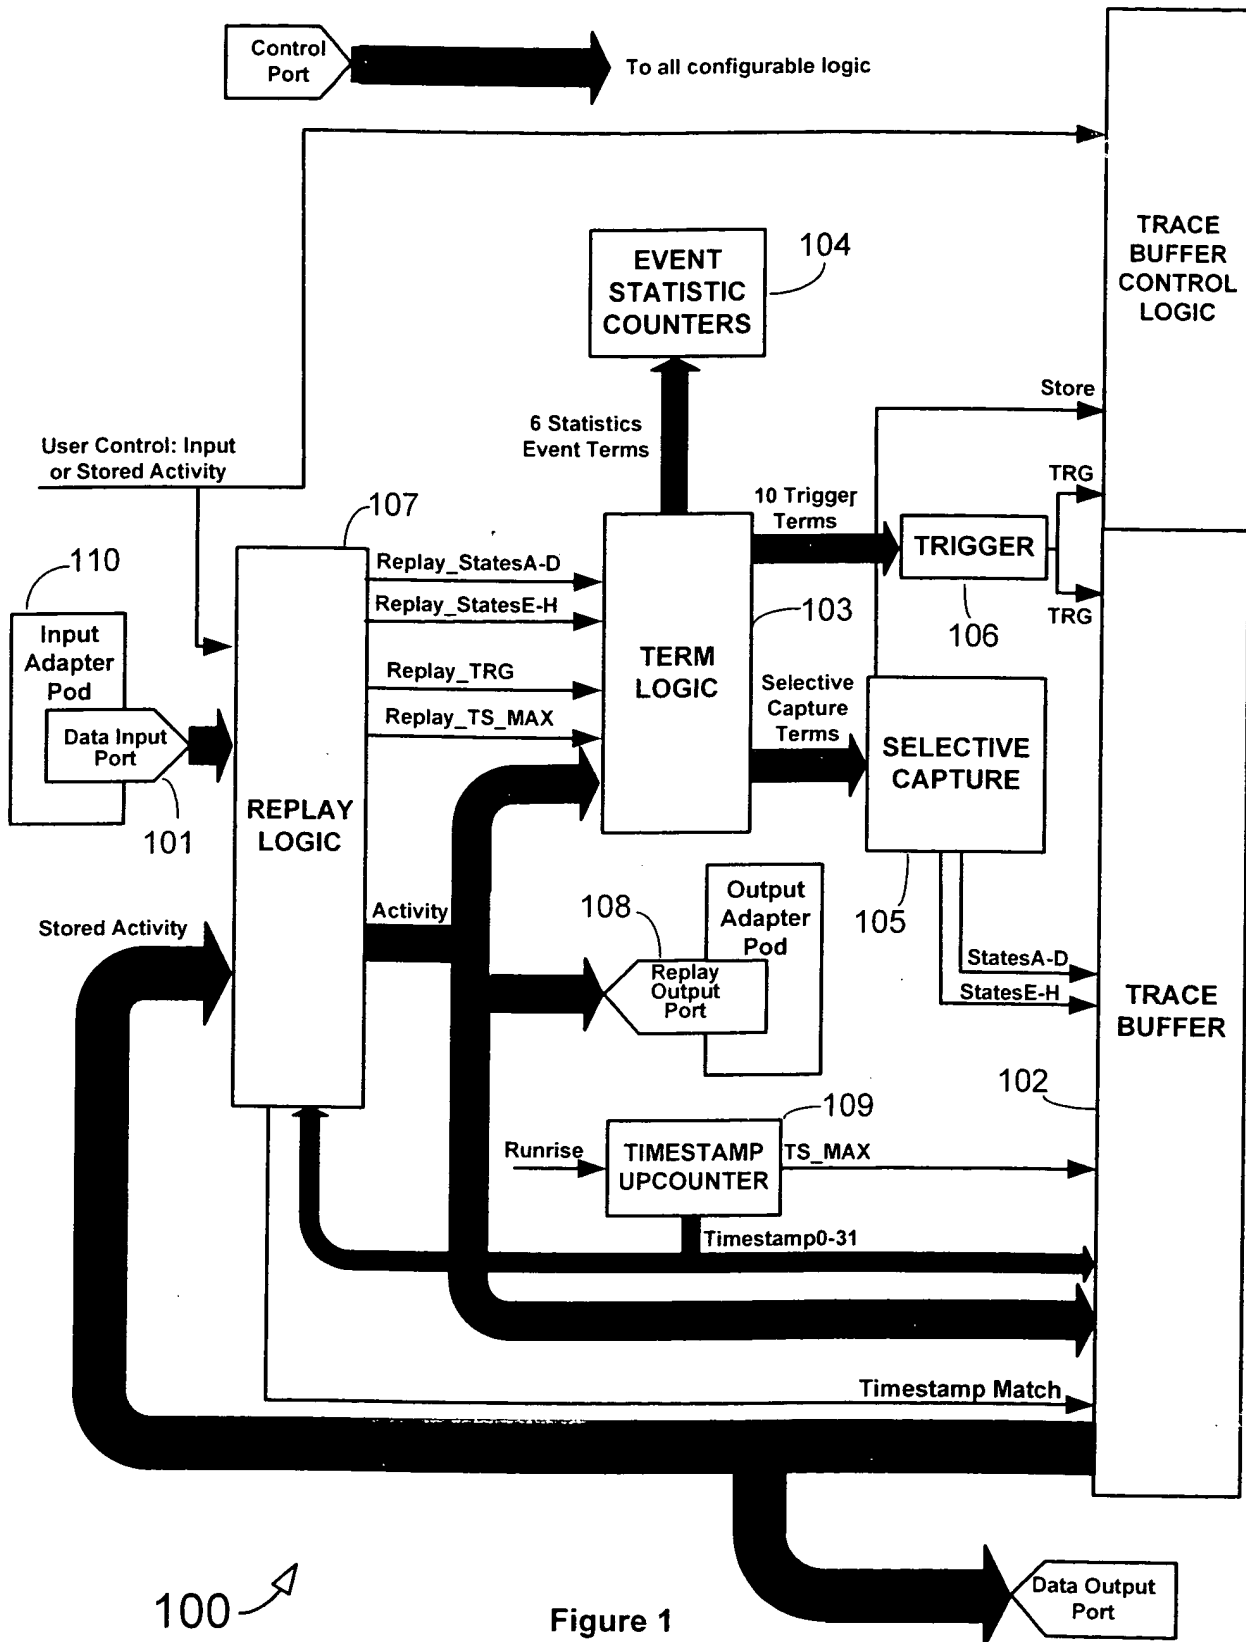 Control
Port
To all configurable logic
TRACE
BUFFER
CONTROL
LOGIC
104
EVENT
STATISTIC
COUNTERS
Store
6 Statistics
Event Terms
User Control: Input
or Stored Activity
TRG
10 Trigger
Terms
107
TRIGGER
Replay_StatesA-D
110
Replay_StatesE-H
103
TRG
106
Input
Adapter
Pod
TERM
LOGIC
Replay_TRG
Selective
Capture
Terms
Replay_TS_MAX
Data Input
Port
SELECTIVE
CAPTURE
REPLAY
LOGIC
101
Output
Adapter
Pod
108
105
Activity
Stored Activity
StatesA-D
StatesE-H
Replay
Output
Port
TRACE
BUFFER
102
109
Runrise
TIMESTAMP
UPCOUNTER
TS_MAX
Timestamp0-31
Timestamp Match
100
Figure 1
Data Output
Port